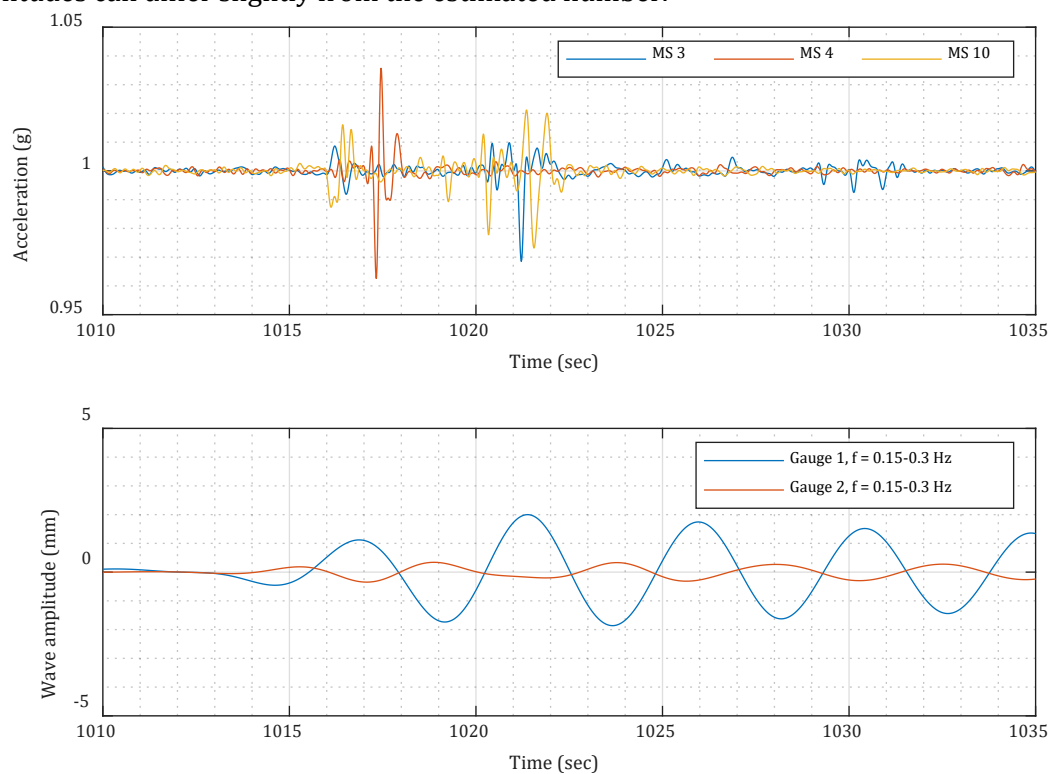 1.05
MS 3 MS 4 MS 10
1
0.95
Acceleration (g)
1010 1015 1020 1025 1030 1035
Time (sec)
5
Gauge 1, f = 0.15-0.3 Hz
Gauge 2, f = 0.15-0.3 Hz
0
-5
Wave amplitude (mm)
1010 1015 1020 1025 1030 1035
Time (sec)